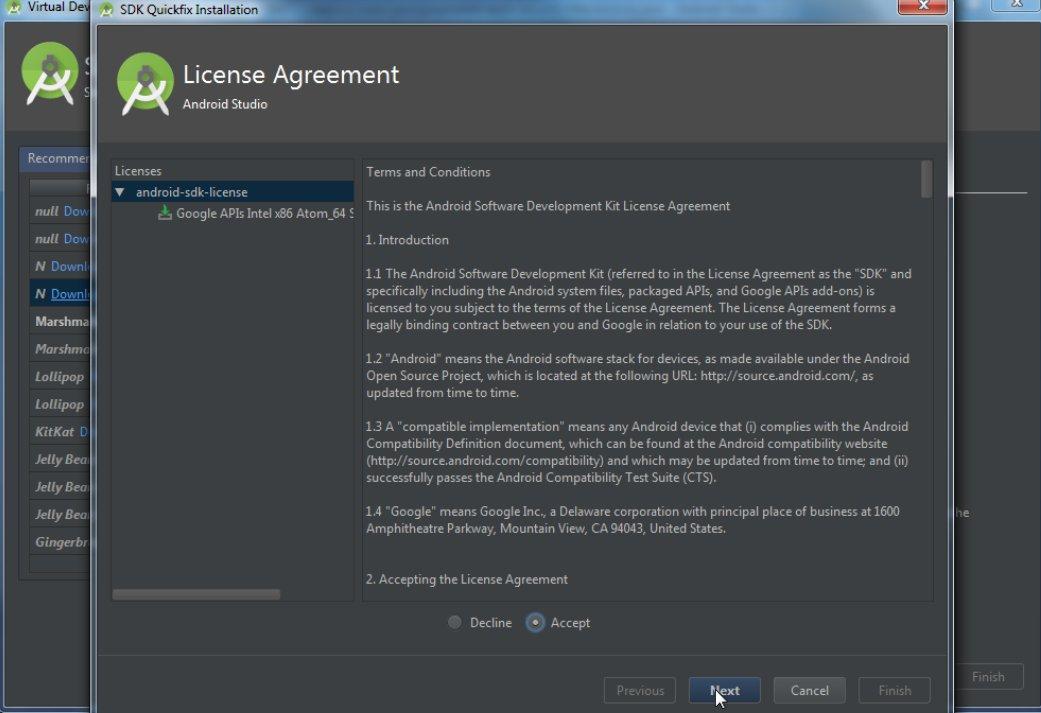 Virtual Dev
SDK Quickfix Installation
License Agreement
Android Studio
Recommen
Licenses
android-sdk-license
Google APIs Intel x86 Atom_64 S
null Dow
null Dow
N Downl
N Downl
Marshma
Marshma
Lollipop
Lollipop
KitKat D
Jelly Bea
Jelly Bea
Jelly Bea
Gingerbr
Terms and Conditions
This is the Android Software Development Kit License Agreement
1. Introduction
1.1 The Android Software Development Kit (referred to in the License Agreement as the "SDK" and
specifically including the Android system files, packaged APIs, and Google APIs add-ons) is
licensed to you subject to the terms of the License Agreement. The License Agreement forms a
legally binding contract between you and Google in relation to your use of the SDK.
1.2 "Android" means the Android software stack for devices, as made available under the Android
Open Source Project, which is located at the following URL: http://source.android.com/, as
updated from time to time.
1.3 A "compatible implementation" means any Android device that (i) complies with the Android
Compatibility Definition document, which can be found at the Android compatibility website
(http://source.android.com/compatibility) and which may be updated from time to time; and (ii)
successfully passes the Android Compatibility Test Suite (CTS).
1.4 "Google" means Google Inc., a Delaware corporation with principal place of business at 1600
Amphitheatre Parkway, Mountain View, CA 94043, United States.
2. Accepting the License Agreement
he
Decline Accept
Previous Next Cancel Finish
Finish